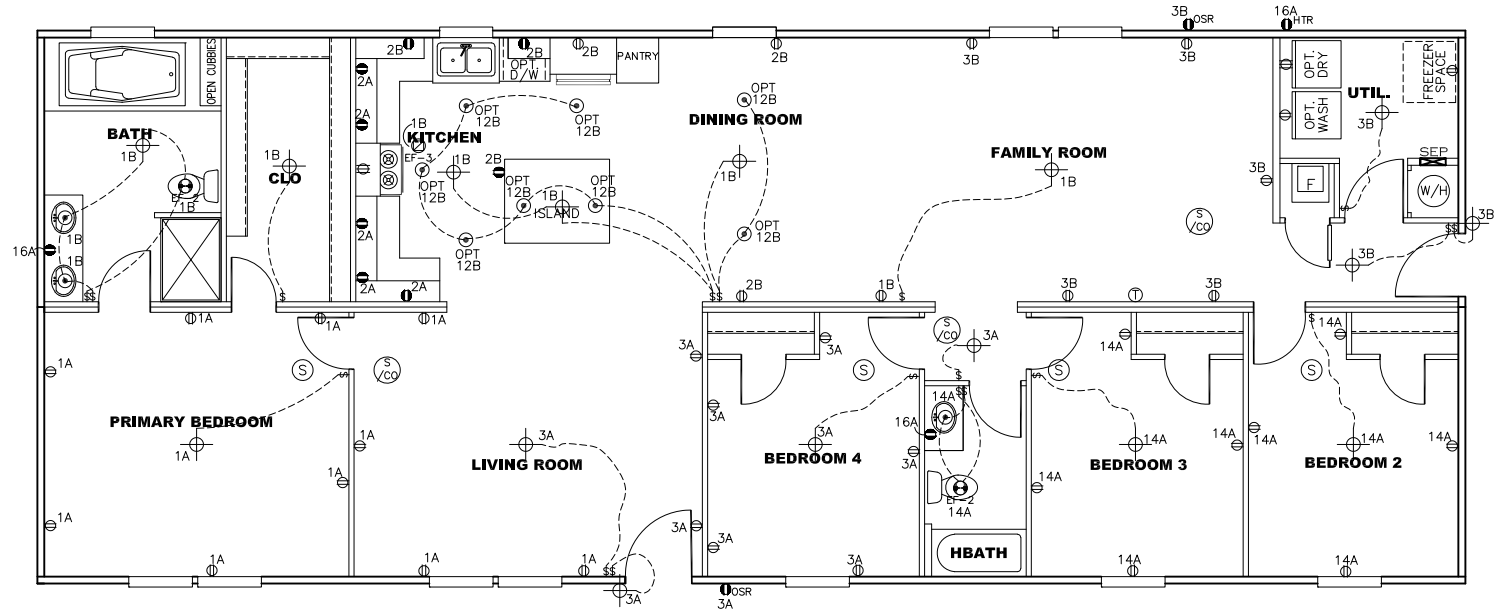 3B
OSR
16A
HTR
2B
2B
2B
2B
3B
3B
OPEN CUBBIES
PANTRY
OPT.
D/W
OPT.
DRY
FREEZER
SPACE
2A
2A
OPT
12B
OPT
12B
OPT
12B
OPT.
WASH
UTIL.
3B
BATH
1B
1B
CLO
1B
KITCHEN
EF-3
1B
2B
DINING ROOM
1B
FAMILY ROOM
1B
SEP
F
W/H
3B
OPT
12B
OPT
12B
1B
ISLAND
OPT
12B
EF-2
1B
1B
1B
16A
2A
OPT
12B
OPT
12B
S
/CO
3B
3B
2A
2A
2B
1B
3B
T
3B
1A
1A
1A
S
/CO
3A
3A
14A
14A
1A
S
S
/CO
3A
S
S
S
3A
14A
16A
PRIMARY BEDROOM
1A
1A
LIVING ROOM
3A
BEDROOM 4
3A
3A
BEDROOM 3
14A
14A
14A
BEDROOM 2
14A
14A
1A
EF-2
14A
14A
1A
3A
3A
HBATH
1A
1A
1A
3A
14A
14A
3A
OSR
3A